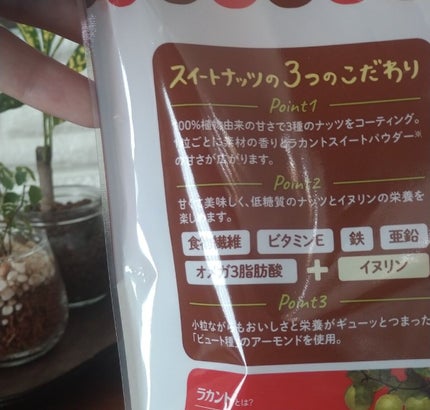 スイートナッツの3つのこだわり
Point1
100%植物由来の甘さで3種のナッツをコーティング。
1粒ごとに素材の香りとラカントスイートパウダー※
の甘さが広がります。
Point2
甘くて美味しく、低糖質のナッツとイヌリンの栄養を
楽しめます。
食物繊維 ビタミンE 鉄 亜鉛
オメガ3脂肪酸 + イヌリン
Point3
小粒ながらもおいしさと栄養がギューッとつまった
「ビュート種」のアーモンドを使用。
ラカントとは?